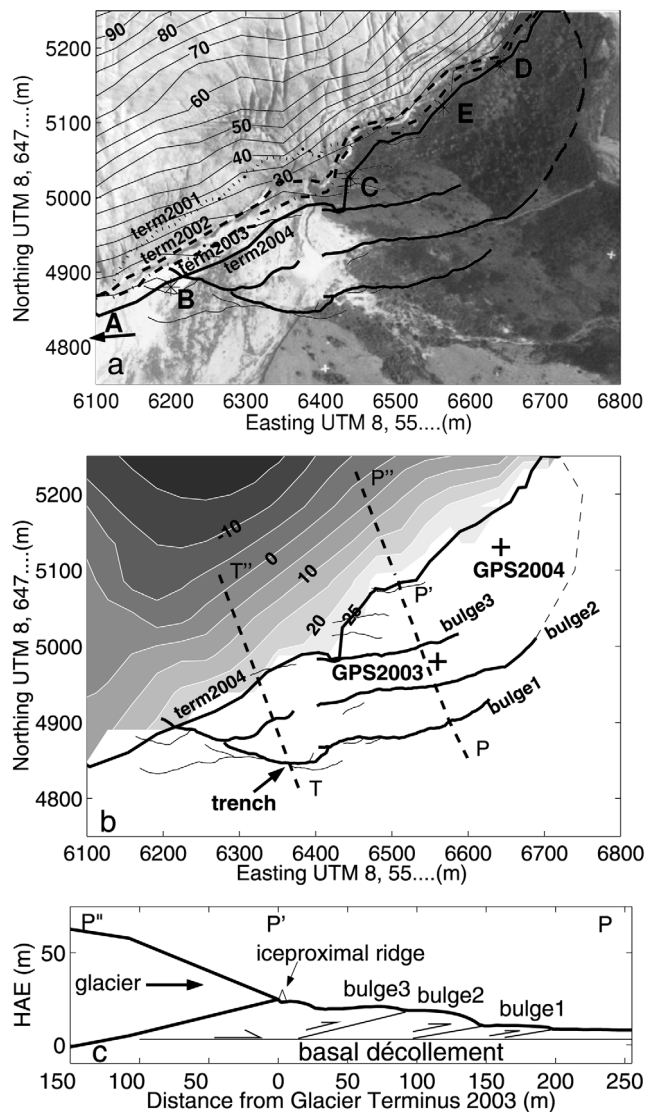 5200
5100
5000
4900
4800
Northing UTM 8, 647....(m)
90
80
70
60
50
40
30
term2001
term2002
term2003
term2004
A
B
C
D
E
a
6100 6200 6300 6400 6500 6600 6700 6800
Easting UTM 8, 55....(m)
5200
5100
5000
4900
4800
Northing UTM 8, 647....(m)
-10
0
10
20
25
P"
T"
P'
GPS2004
bulge3
bulge2
GPS2003
term2004
bulge1
P
trench
T
b
6100 6200 6300 6400 6500 6600 6700 6800
Easting UTM 8, 55....(m)
P" P' P
iceproximal ridge
50
glacier
bulge3
bulge2
bulge1
HAE (m)
0
c
basal décollement
150 100 50 0 50 100 150 200 250
Distance from Glacier Terminus 2003 (m)